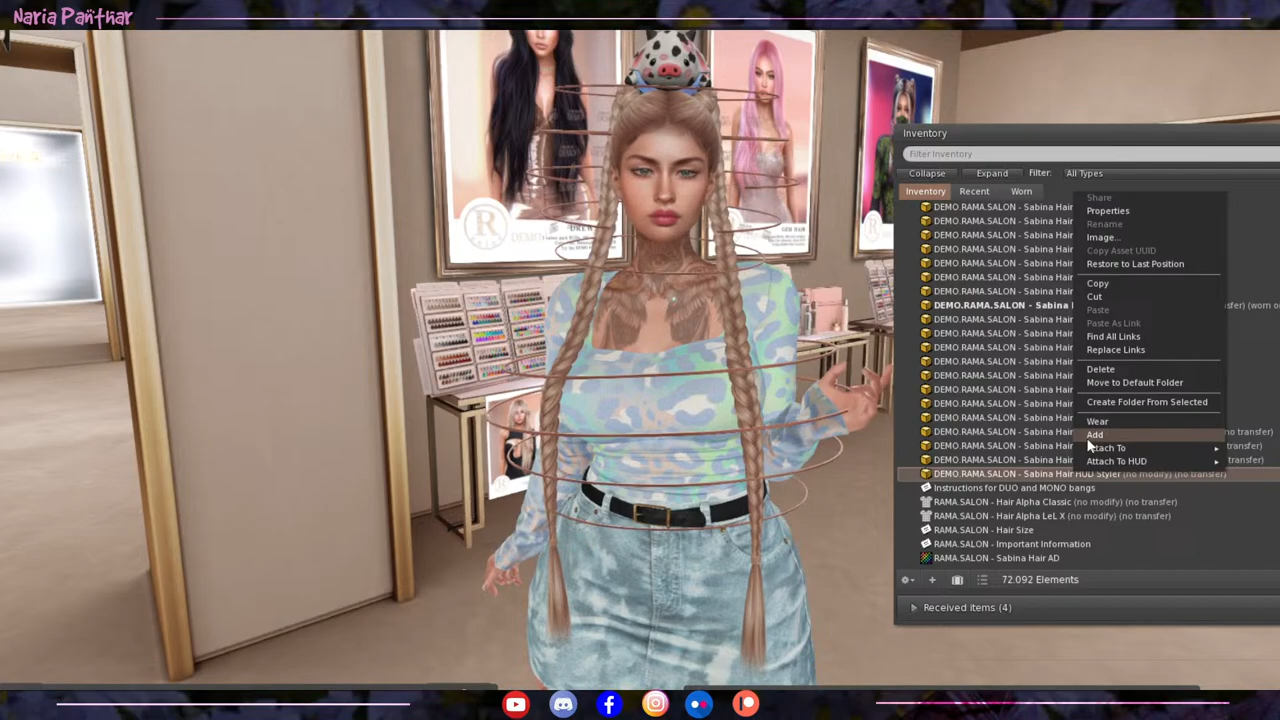 Naria Panthar
Inventory
Filter Inventory
Collapse
Expand
Filter:
All Types
Inventory
Recent
Worn
DEMO.RAMA.SALON - Sabina Hair
DEMO.RAMA.SALON - Sabina Hair
DEMO.RAMA.SALON - Sabina Hair
DEMO.RAMA.SALON - Sabina Hair
DEMO.RAMA.SALON - Sabina Hair
DEMO.RAMA.SALON - Sabina Hair
DEMO.RAMA.SALON - Sabina Hair
DEMO.RAMA.SALON - Sabina
DEMO.RAMA.SALON - Sabina Hair
DEMO.RAMA.SALON - Sabina Hair
DEMO.RAMA.SALON - Sabina Hair
DEMO.RAMA.SALON - Sabina Hair
DEMO.RAMA.SALON - Sabina Hair
DEMO.RAMA.SALON - Sabina Hair
DEMO.RAMA.SALON - Sabina Hair
DEMO.RAMA.SALON - Sabina Hair
DEMO.RAMA.SALON - Sabina Hair
DEMO.RAMA.SALON - Sabina Hair
DEMO.RAMA.SALON - Sabina Hair HUD Styler (no modify) (no transfer)
Instructions for DUO and MONO bangs
RAMA.SALON - Hair Alpha Classic (no modify) (no transfer)
RAMA.SALON - Hair Alpha LeL X (no modify) (no transfer)
RAMA.SALON - Hair Size
RAMA.SALON - Important Information
RAMA.SALON - Sabina Hair AD
Share
Properties
Rename
Image...
Copy Asset UUID
Restore to Last Position
Copy
Cut
Paste
Paste As Link
Find All Links
Replace Links
Delete
Move to Default Folder
Create Folder From Selected
Wear
Add
Attach To
Attach To HUD
72.092 Elements
Received items (4)